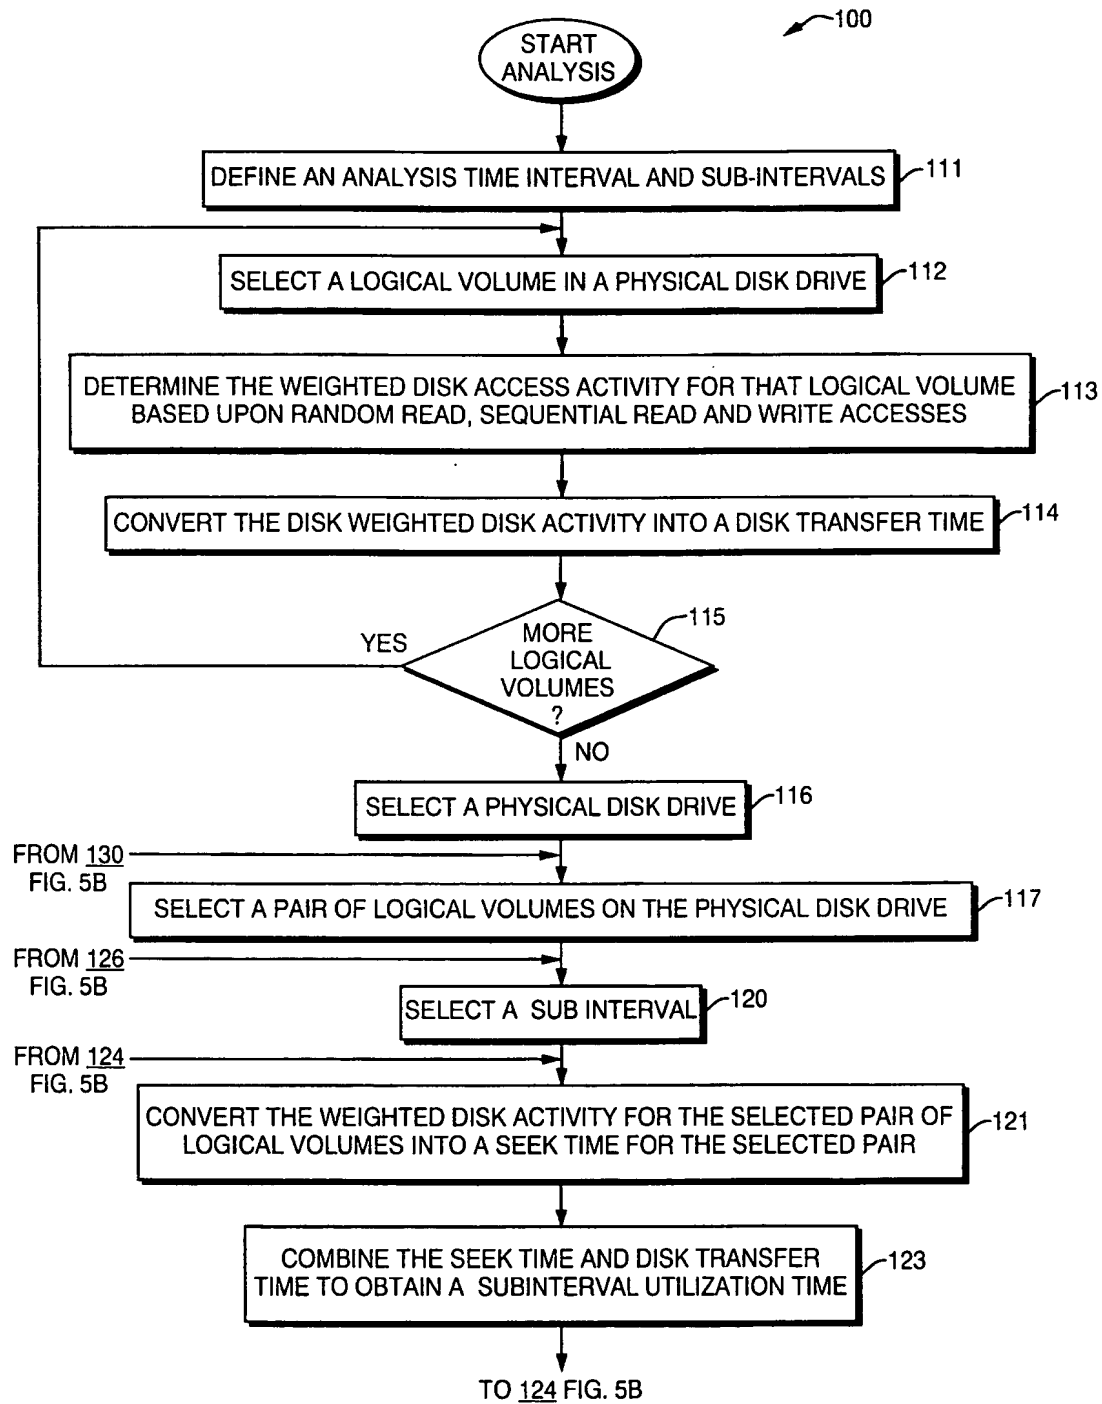 100
START
ANALYSIS
DEFINE AN ANALYSIS TIME INTERVAL AND SUB-INTERVALS
111
SELECT A LOGICAL VOLUME IN A PHYSICAL DISK DRIVE
112
DETERMINE THE WEIGHTED DISK ACCESS ACTIVITY FOR THAT LOGICAL VOLUME
BASED UPON RANDOM READ, SEQUENTIAL READ AND WRITE ACCESSES
113
CONVERT THE DISK WEIGHTED DISK ACTIVITY INTO A DISK TRANSFER TIME
114
115
YES
MORE
LOGICAL
VOLUMES
?
NO
SELECT A PHYSICAL DISK DRIVE
116
FROM 130
FIG. 5B
SELECT A PAIR OF LOGICAL VOLUMES ON THE PHYSICAL DISK DRIVE
117
FROM 126
FIG. 5B
SELECT A SUB INTERVAL
120
FROM 124
FIG. 5B
CONVERT THE WEIGHTED DISK ACTIVITY FOR THE SELECTED PAIR OF
LOGICAL VOLUMES INTO A SEEK TIME FOR THE SELECTED PAIR
121
COMBINE THE SEEK TIME AND DISK TRANSFER
TIME TO OBTAIN A SUBINTERVAL UTILIZATION TIME
123
TO 124 FIG. 5B